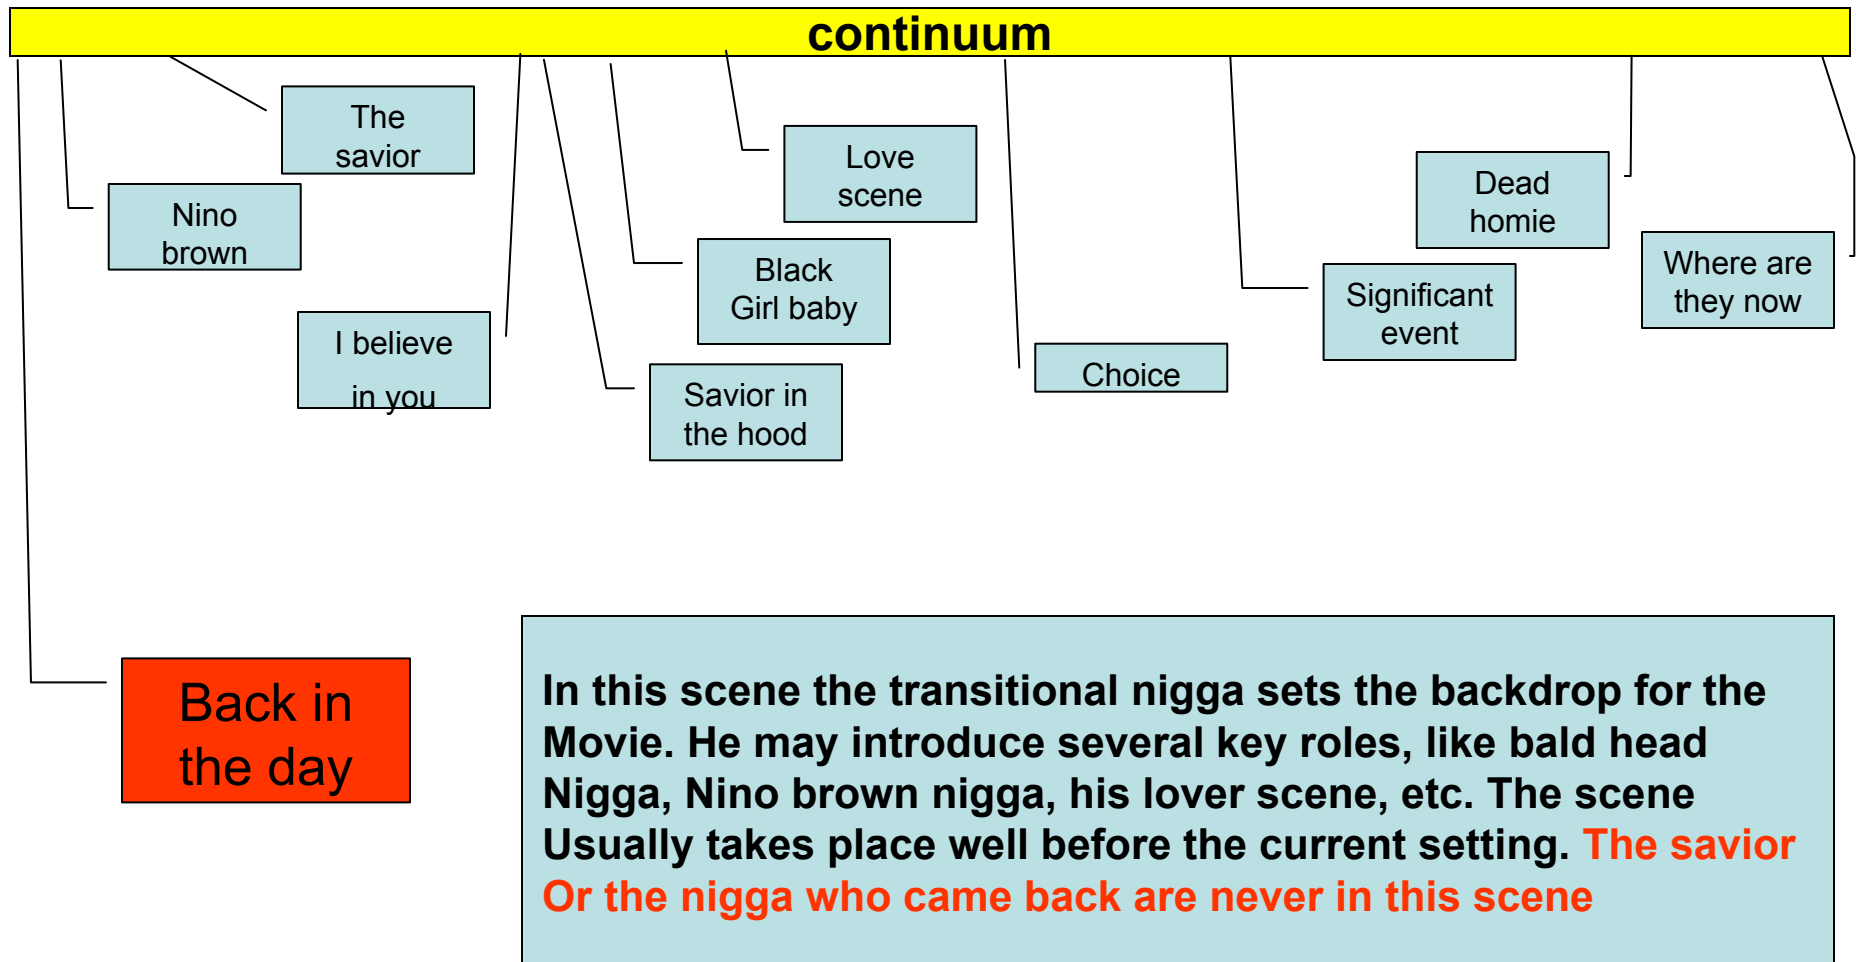 continuum
The
savior
Nino
brown
I believe
in you
Love
scene
Black
Girl baby
Savior in
the hood
Choice
Dead
homie
Significant
event
Where are
they now
Back in
the day
In this scene the transitional nigga sets the backdrop for the
Movie. He may introduce several key roles, like bald head
Nigga, Nino brown nigga, his lover scene, etc. The scene
Usually takes place well before the current setting. The savior
Or the nigga who came back are never in this scene